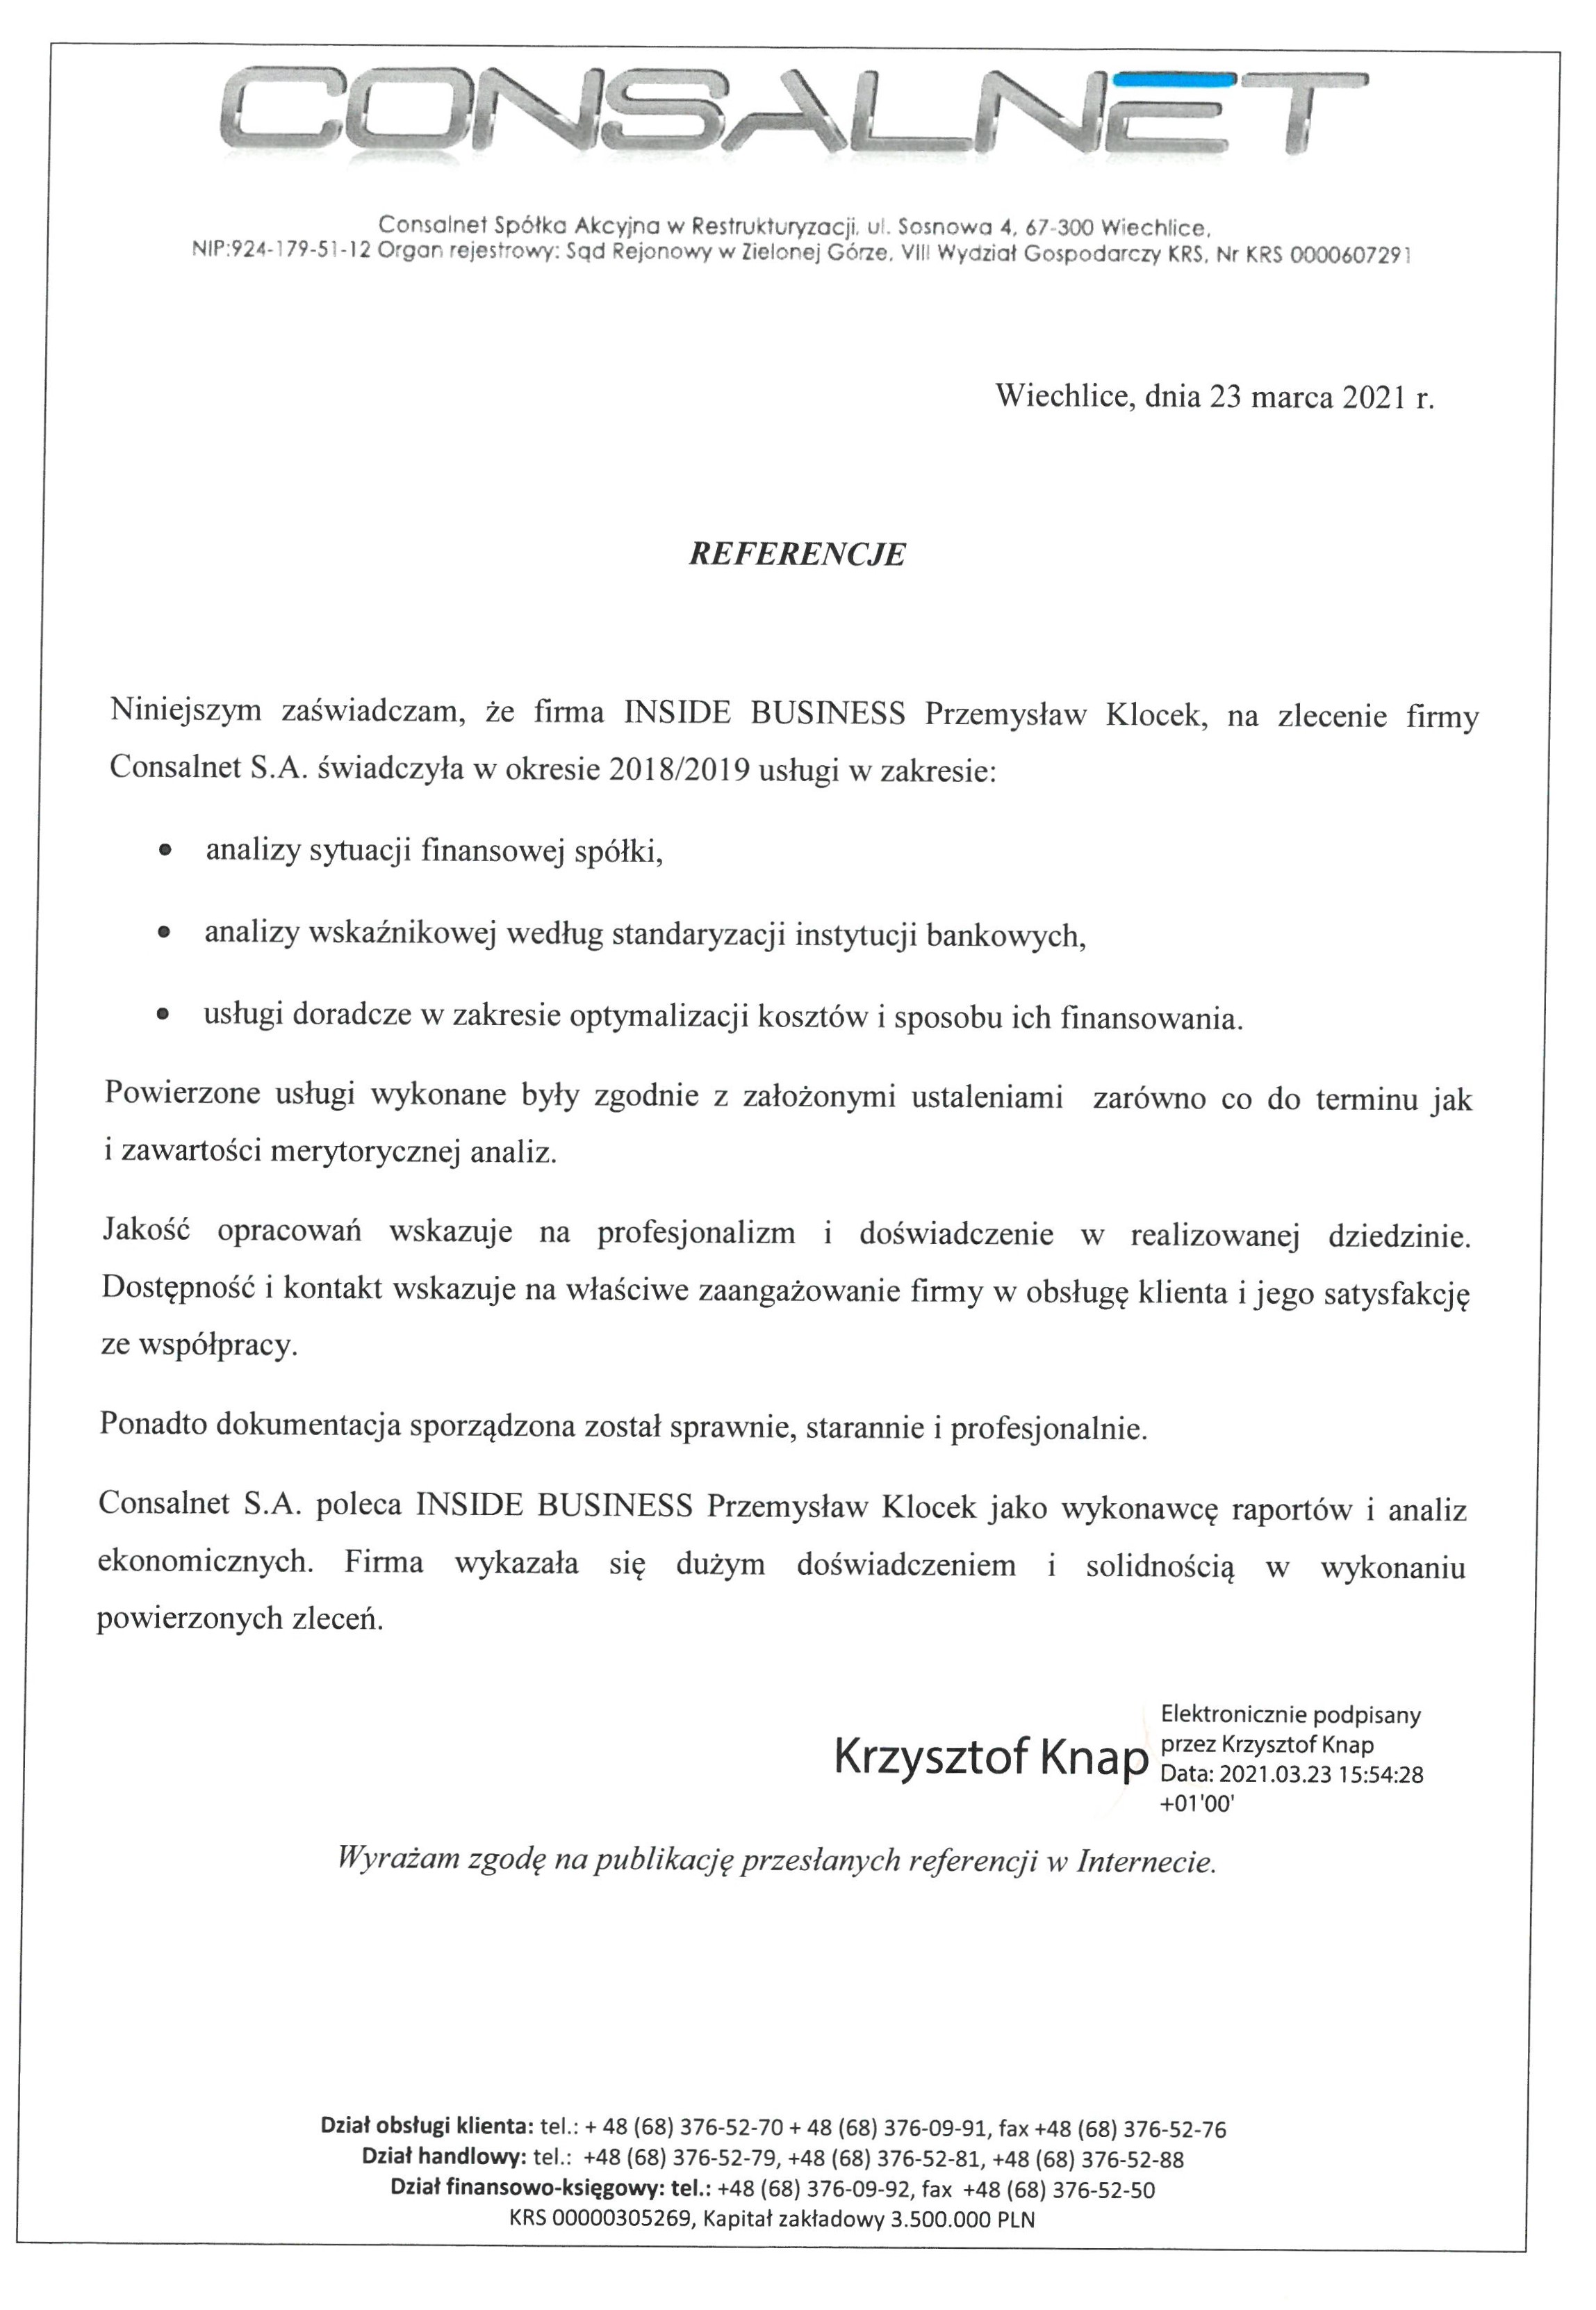 CONSALNET
Consalnet Spółka Akcyjna w Restrukturyzacji, ul. Sosnowa 4, 67-300 Wiechlice,
NIP:924-179-51-12 Organ rejestrowy: Sąd Rejonowy w Zielonej Górze, VIII Wydział Gospodarczy KRS, Nr KRS 0000607291
Wiechlice, dnia 23 marca 2021 r.
REFERENCJE
Niniejszym zaświadczam, że firma INSIDE BUSINESS Przemysław Klocek, na zlecenie firmy
Consalnet S.A. świadczyła w okresie 2018/2019 usługi w zakresie:
• analizy sytuacji finansowej spółki,
• analizy wskaźnikowej według standaryzacji instytucji bankowych,
• usługi doradcze w zakresie optymalizacji kosztów i sposobu ich finansowania.
Powierzone usługi wykonane były zgodnie z założonymi ustaleniami zarówno co do terminu jak
i zawartości merytorycznej analiz.
Jakość opracowań wskazuje na profesjonalizm i doświadczenie w realizowanej dziedzinie.
Dostępność i kontakt wskazuje na właściwe zaangażowanie firmy w obsługę klienta i jego satysfakcję
ze współpracy.
Ponadto dokumentacja sporządzona został sprawnie, starannie i profesjonalnie.
Consalnet S.A. poleca INSIDE BUSINESS Przemysław Klocek jako wykonawcę raportów i analiz
ekonomicznych. Firma wykazała się dużym doświadczeniem i solidnością w wykonaniu
powierzonych zleceń.
Krzysztof Knap
Elektronicznie podpisany
przez Krzysztof Knap
Data: 2021.03.23 15:54:28
+01'00'
Wyrażam zgodę na publikację przesłanych referencji w Internecie.
Dział obsługi klienta: tel.: + 48 (68) 376-52-70 + 48 (68) 376-09-91, fax +48 (68) 376-52-76
Dział handlowy: tel.: +48 (68) 376-52-79, +48 (68) 376-52-81, +48 (68) 376-52-88
Dział finansowo-księgowy: tel.: +48 (68) 376-09-92, fax +48 (68) 376-52-50
KRS 00000305269, Kapitał zakładowy 3.500.000 PLN